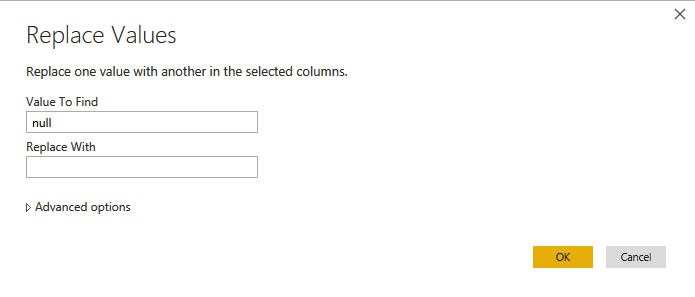 Replace Values
Replace one value with another in the selected columns.
Value To Find
null
Replace With
Advanced options
OK
Cancel